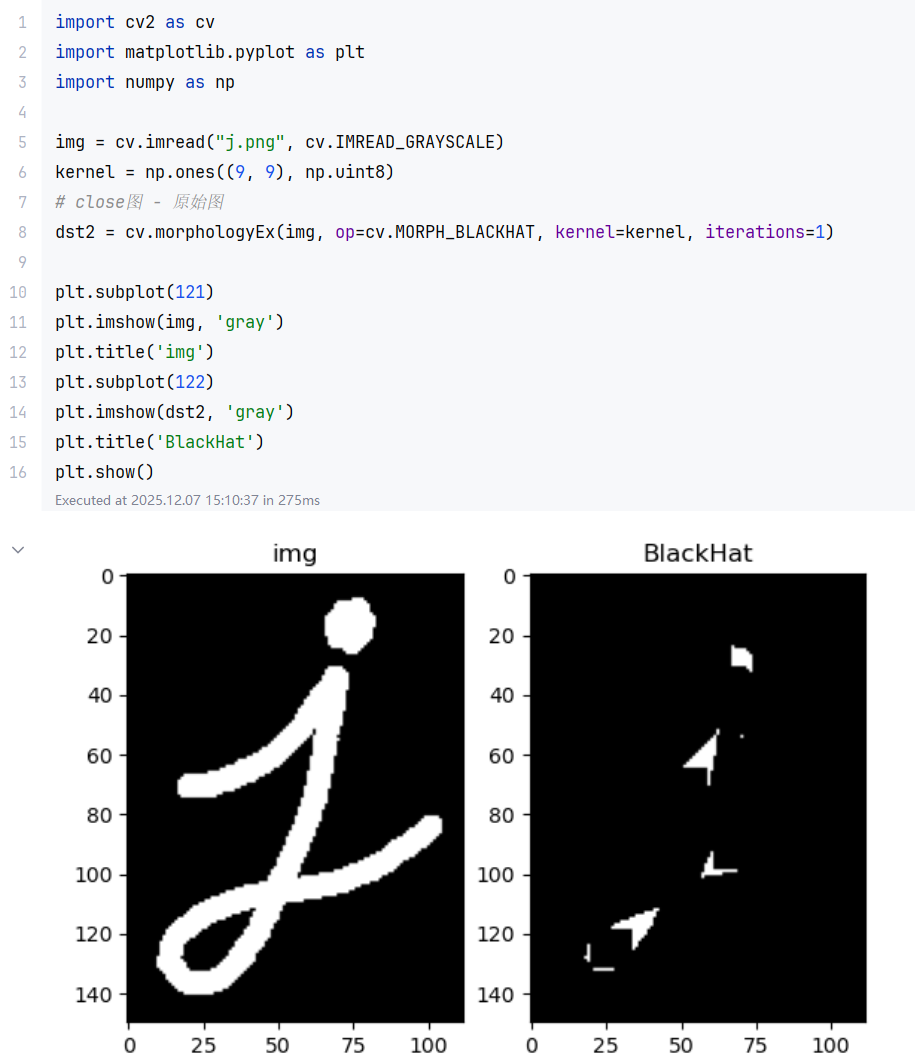 1 import cv2 as cv
2 import matplotlib.pyplot as plt
3 import numpy as np
4
5 img = cv.imread("j.png", cv.IMREAD_GRAYSCALE)
6 kernel = np.ones((9, 9), np.uint8)
7 # close图 - 原始图
8 dst2 = cv.morphologyEx(img, op=cv.MORPH_BLACKHAT, kernel=kernel, iterations=1)
9
10 plt.subplot(121)
11 plt.imshow(img, 'gray')
12 plt.title('img')
13 plt.subplot(122)
14 plt.imshow(dst2, 'gray')
15 plt.title('BlackHat')
16 plt.show()
Executed at 2025.12.07 15:10:37 in 275ms
img
0
20
40
60
80
100
120
140
0 25 50 75 100
BlackHat
0
20
40
60
80
100
120
140
0 25 50 75 100